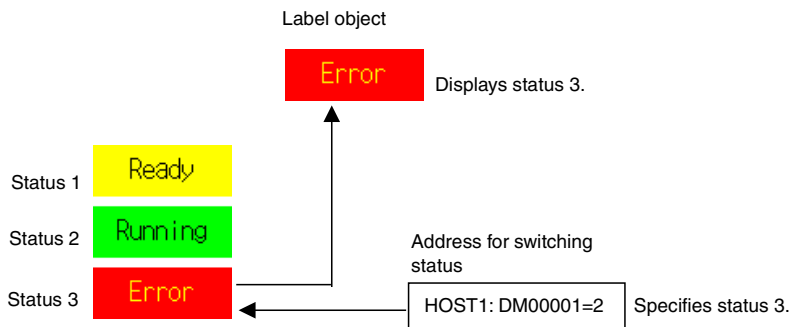 Label object
Error
Displays status 3.
Status 1
Ready
Status 2
Running
Status 3
Error
Address for switching
status
HOST1: DM00001=2
Specifies status 3.